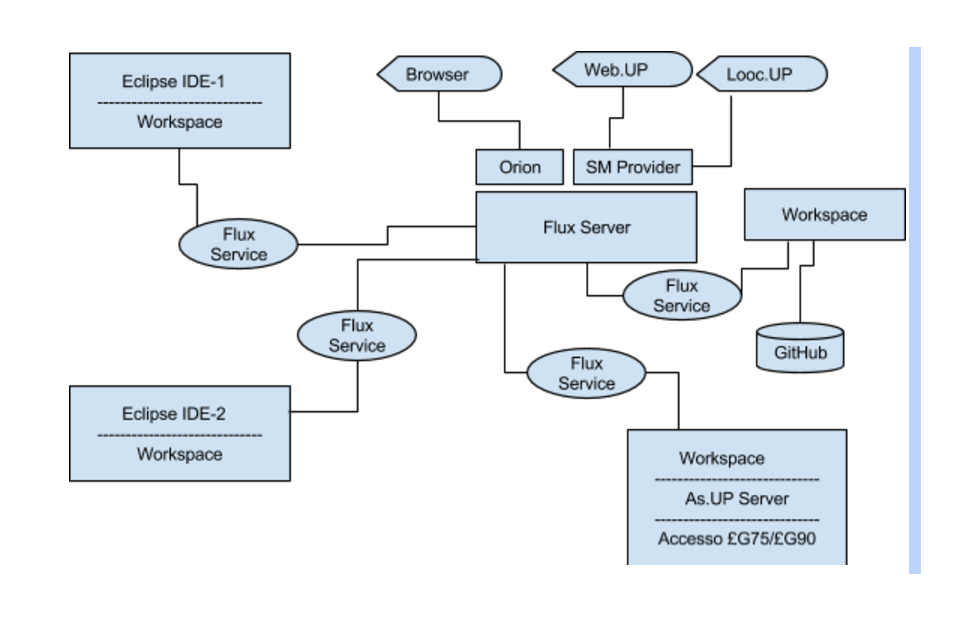 Eclipse IDE-1
Workspace
Browser
Web.UP
Looc.UP
Orion
SM Provider
Flux Server
Workspace
Flux
Service
Flux
Service
Flux
Service
GitHub
Flux
Service
Eclipse IDE-2
Workspace
Workspace
As.UP Server
Accesso £G75/£G90